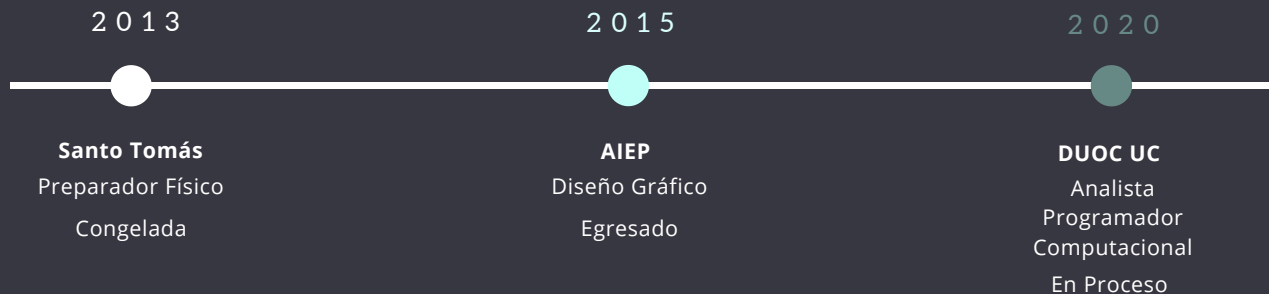 2013
2015
2020
Santo Tomás
Preparador Físico
Congelada
AIEP
Diseño Gráfico
Egresado
DUOC UC
Analista
Programador
Computacional
En Proceso